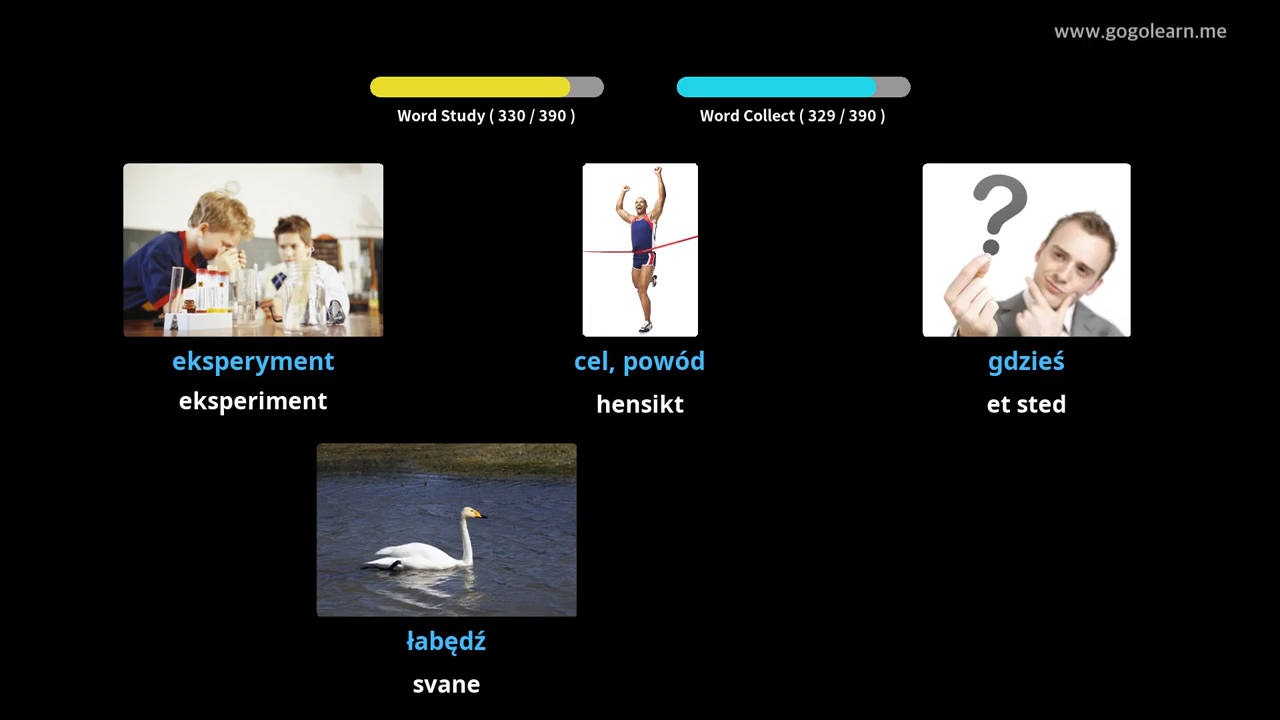 www.gogolearn.me
Word Study ( 330 / 390 )
Word Collect ( 329 / 390 )
eksperyment
eksperiment
cel, powód
hensikt
gdzieś
et sted
łabędź
svane